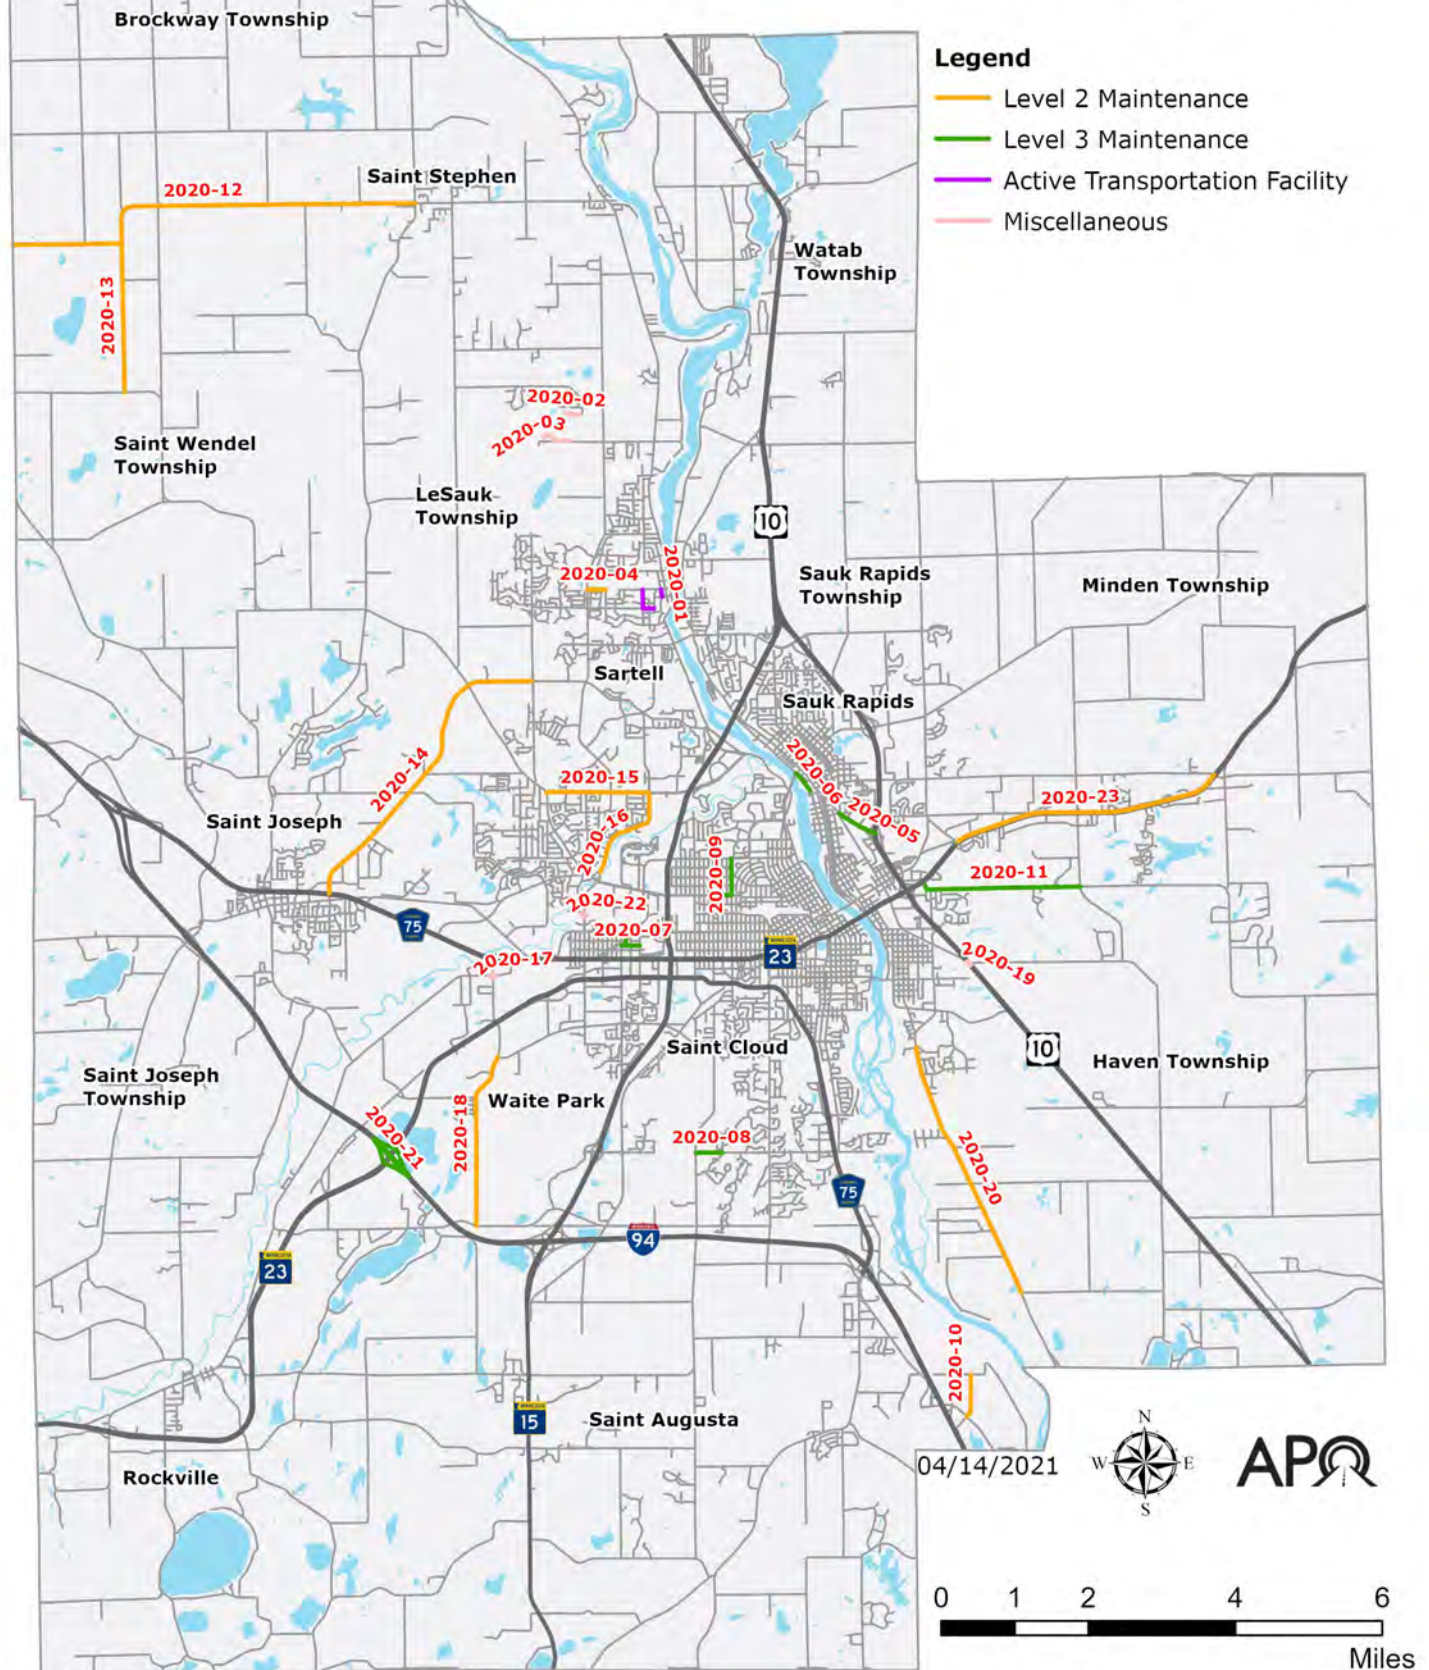 Brockway Township
Legend
Level 2 Maintenance
Level 3 Maintenance
Active Transportation Facility
Miscellaneous
2020-12
Saint Stephen
Watab
Township
2020-13
2020-02
2020-03
Saint Wendel
Township
LeSauk
Township
10
2020-04
2020-01
Sauk Rapids
Township
Minden Township
Sartell
Sauk Rapids
2020-14
2020-15
2020-06
2020-23
2020-05
Saint Joseph
2020-16
2020-09
2020-11
2020-22
75
2020-07
23
2020-17
2020-19
Saint Cloud
10
Haven Township
Saint Joseph
Township
Waite Park
2020-18
2020-21
2020-08
2020-20
75
94
23
2020-10
15
Saint Augusta
Rockville
04/14/2021
N
W
E
S
APO
0 1 2 4 6
Miles